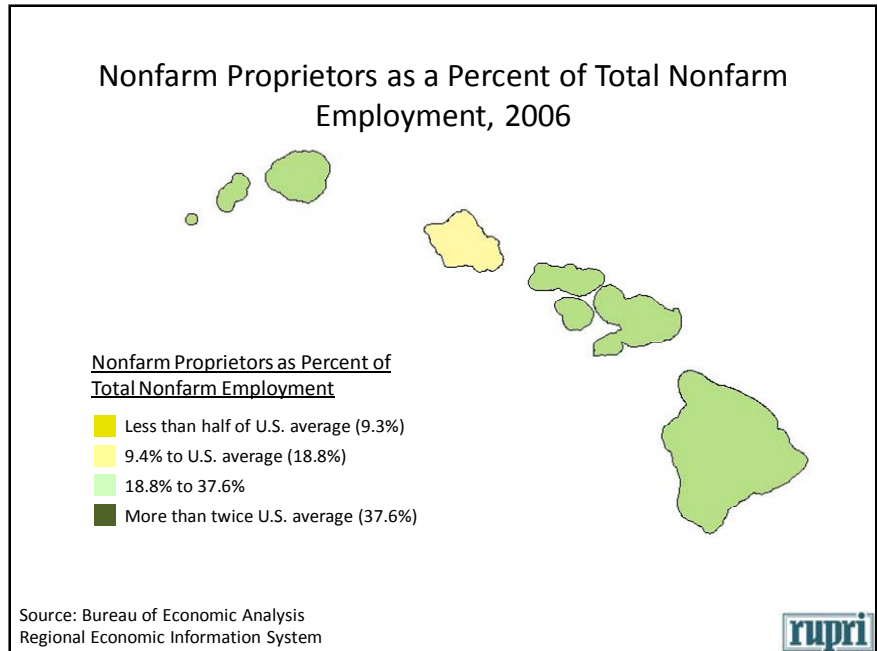 Nonfarm Proprietors as a Percent of Total Nonfarm
Employment, 2006
Nonfarm Proprietors as Percent of
Total Nonfarm Employment
Less than half of U.S. average (9.3%)
9.4% to U.S. average (18.8%)
18.8% to 37.6%
More than twice U.S. average (37.6%)
Source: Bureau of Economic Analysis
Regional Economic Information System
rupri